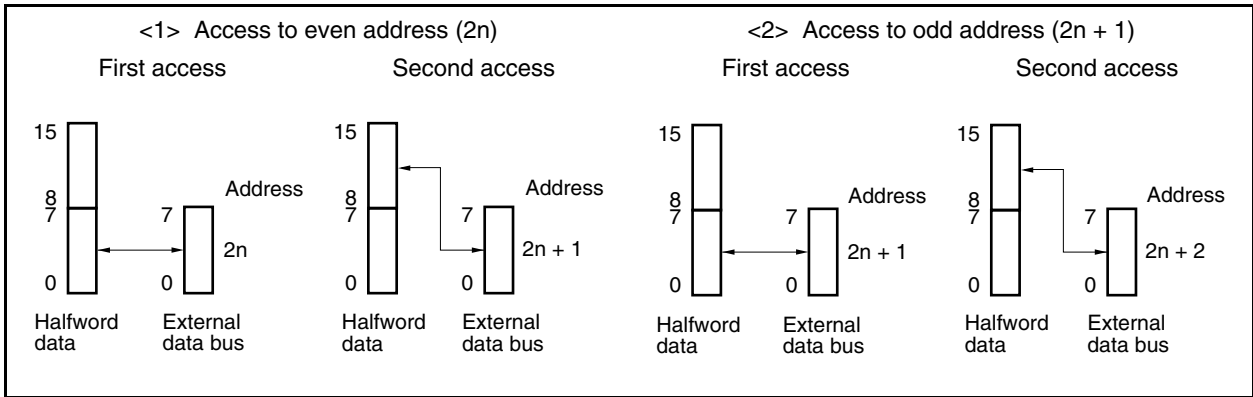 <1> Access to even address (2n)
First access
Second access
15
8
7
0
7
0
Address
2n
Halfword
data
External
data bus
15
8
7
0
7
0
Address
2n + 1
Halfword
data
External
data bus
<2> Access to odd address (2n + 1)
First access
Second access
15
8
7
0
7
0
Address
2n + 1
Halfword
data
External
data bus
15
8
7
0
7
0
Address
2n + 2
Halfword
data
External
data bus